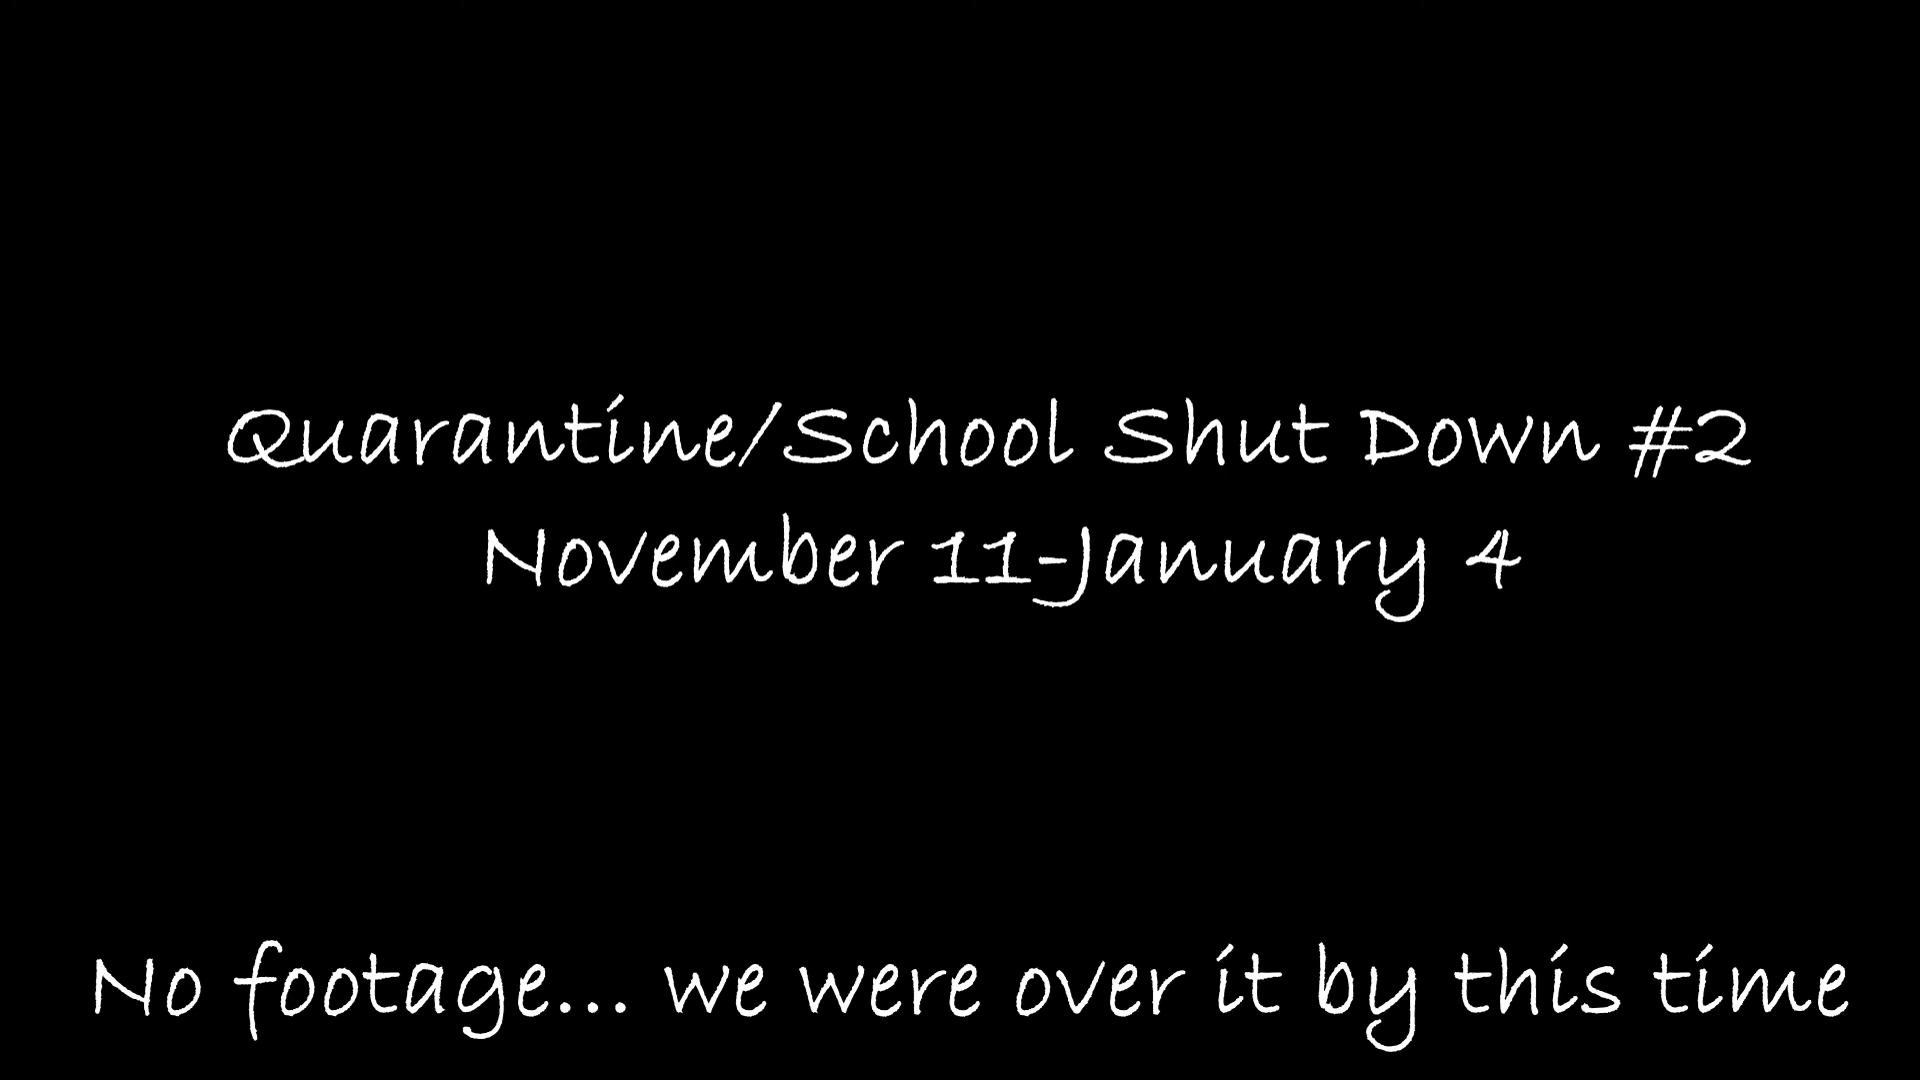 Quarantine/School Shut Down #2
November 11-January 4
No footage... we were over it by this time